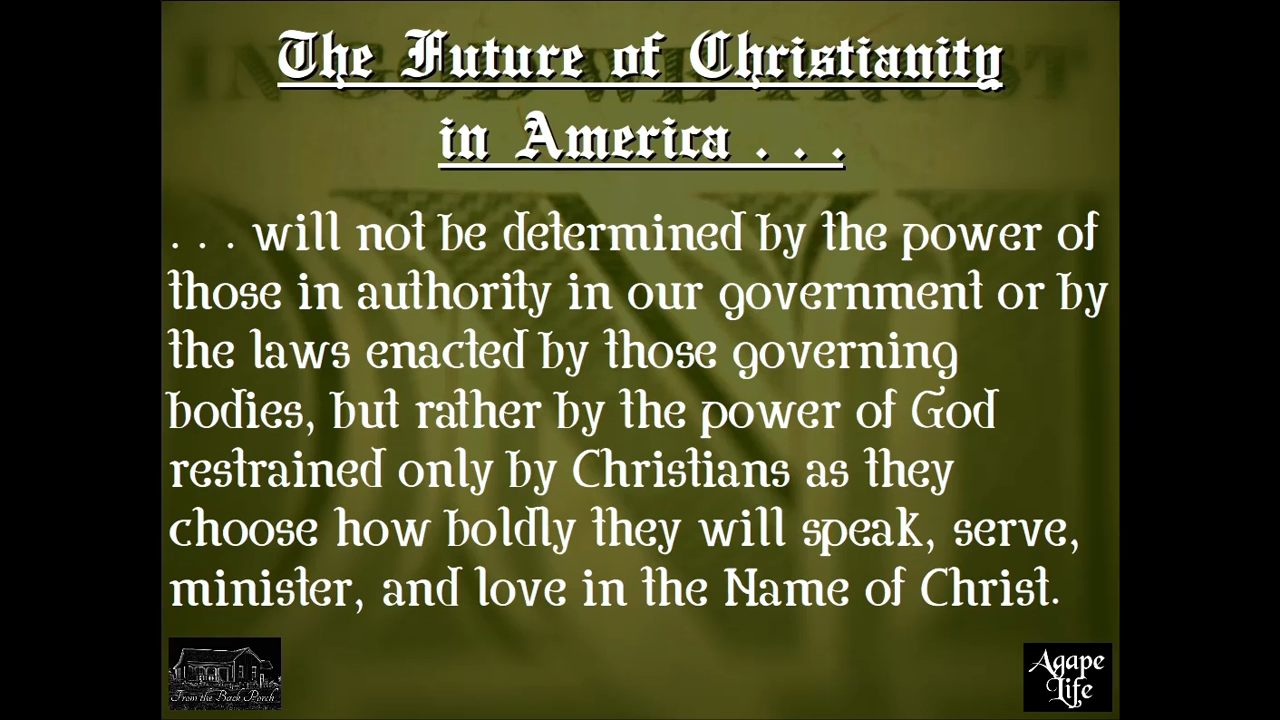 The Future of Christianity
in America . . .
. . . will not be determined by the power of
those in authority in our government or by
the laws enacted by those governing
bodies, but rather by the power of God
restrained only by Christians as they
choose how boldly they will speak, serve,
minister, and love in the Name of Christ.
From the Back Porch
Agape
Life